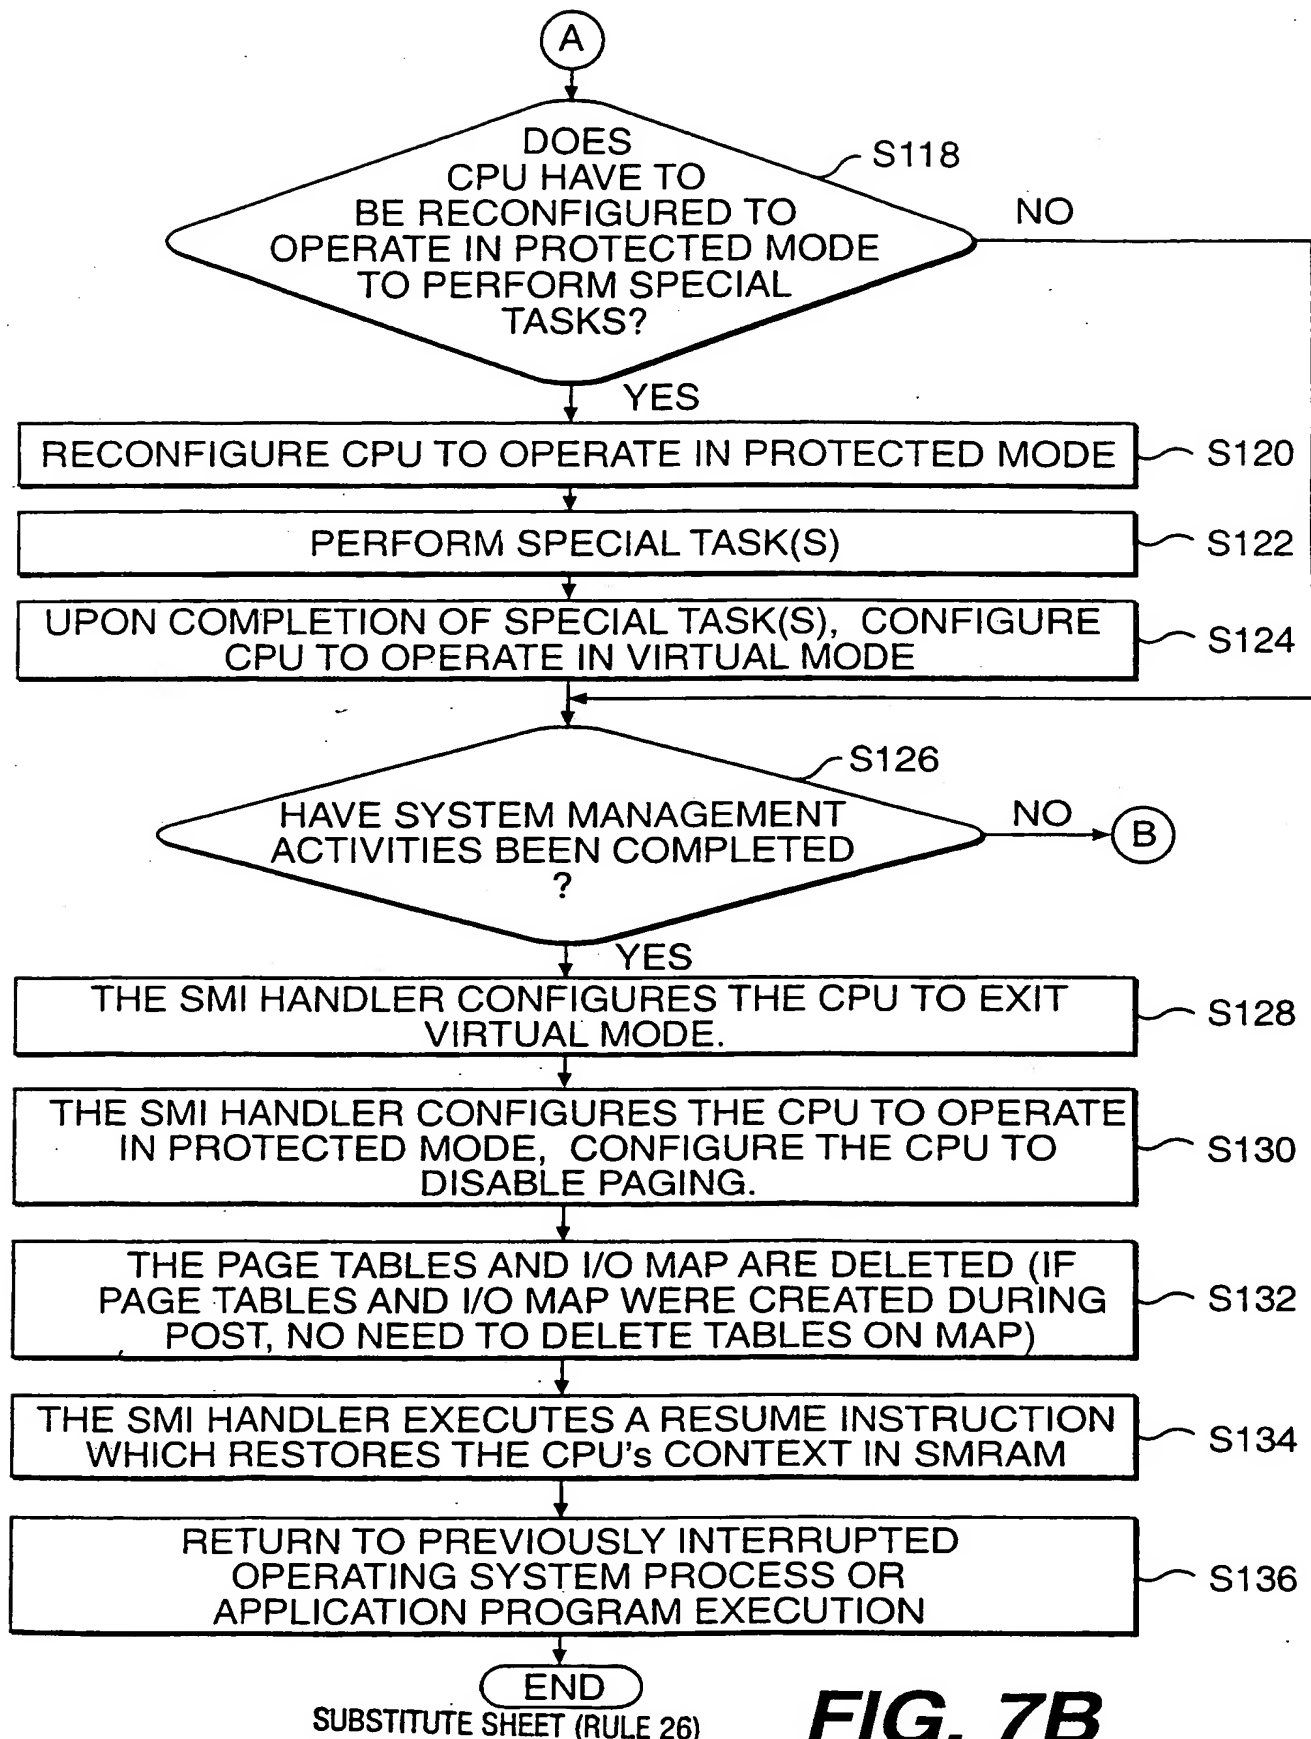 A
DOES
CPU HAVE TO
BE RECONFIGURED TO
OPERATE IN PROTECTED MODE
TO PERFORM SPECIAL
TASKS?
S118
NO
YES
RECONFIGURE CPU TO OPERATE IN PROTECTED MODE
S120
PERFORM SPECIAL TASK(S)
S122
UPON COMPLETION OF SPECIAL TASK(S), CONFIGURE
CPU TO OPERATE IN VIRTUAL MODE
S124
S126
HAVE SYSTEM MANAGEMENT
ACTIVITIES BEEN COMPLETED
?
NO
B
YES
THE SMI HANDLER CONFIGURES THE CPU TO EXIT
VIRTUAL MODE.
S128
THE SMI HANDLER CONFIGURES THE CPU TO OPERATE
IN PROTECTED MODE, CONFIGURE THE CPU TO
DISABLE PAGING.
S130
THE PAGE TABLES AND I/O MAP ARE DELETED (IF
PAGE TABLES AND I/O MAP WERE CREATED DURING
POST, NO NEED TO DELETE TABLES ON MAP)
S132
THE SMI HANDLER EXECUTES A RESUME INSTRUCTION
WHICH RESTORES THE CPU's CONTEXT IN SMRAM
S134
RETURN TO PREVIOUSLY INTERRUPTED
OPERATING SYSTEM PROCESS OR
APPLICATION PROGRAM EXECUTION
S136
END
SUBSTITUTE SHEET (RULE 26)
FIG. 7B